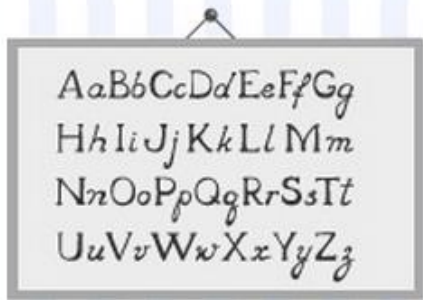 AaBbCcDdEeFfGg
HhIiJjKkLlMm
NnOoPpQqRrSsTt
UuVvWwXxYyZz